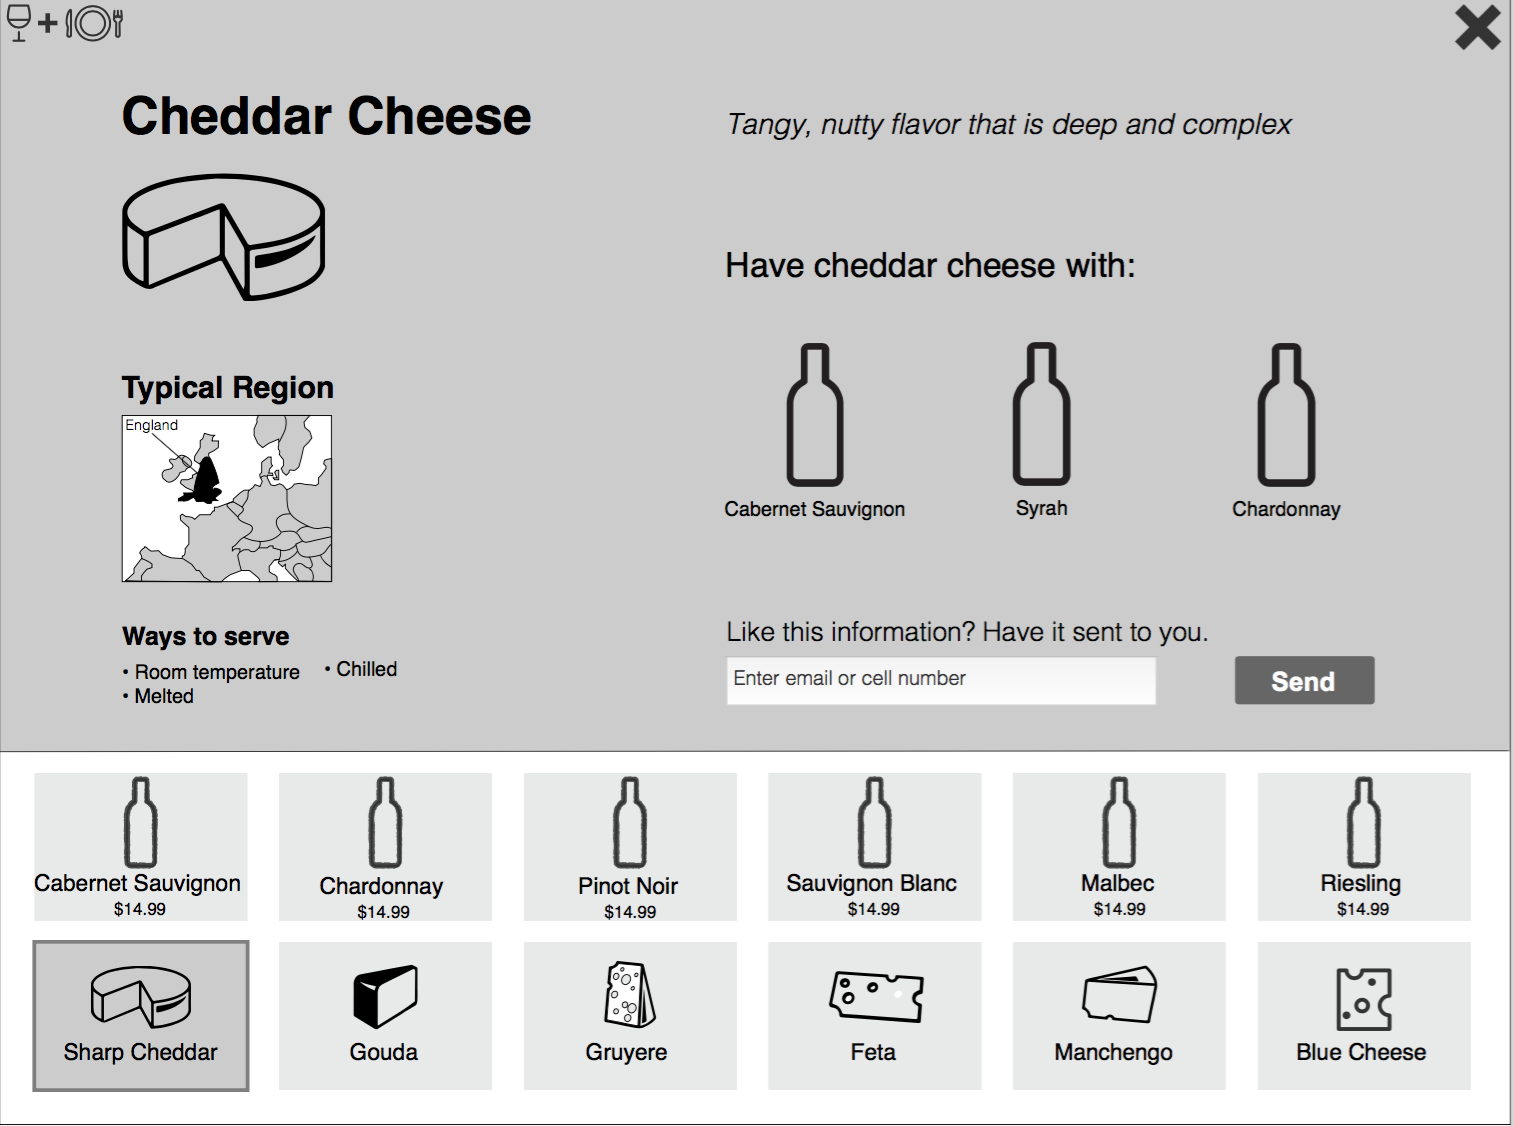 Cheddar Cheese
Tangy, nutty flavor that is deep and complex
Have cheddar cheese with:
Cabernet Sauvignon
Syrah
Chardonnay
Typical Region
England
Ways to serve
• Room temperature
• Chilled
• Melted
Like this information? Have it sent to you.
Enter email or cell number
Send
Cabernet Sauvignon
$14.99
Chardonnay
$14.99
Pinot Noir
$14.99
Sauvignon Blanc
$14.99
Malbec
$14.99
Riesling
$14.99
Sharp Cheddar
Gouda
Gruyere
Feta
Manchengo
Blue Cheese